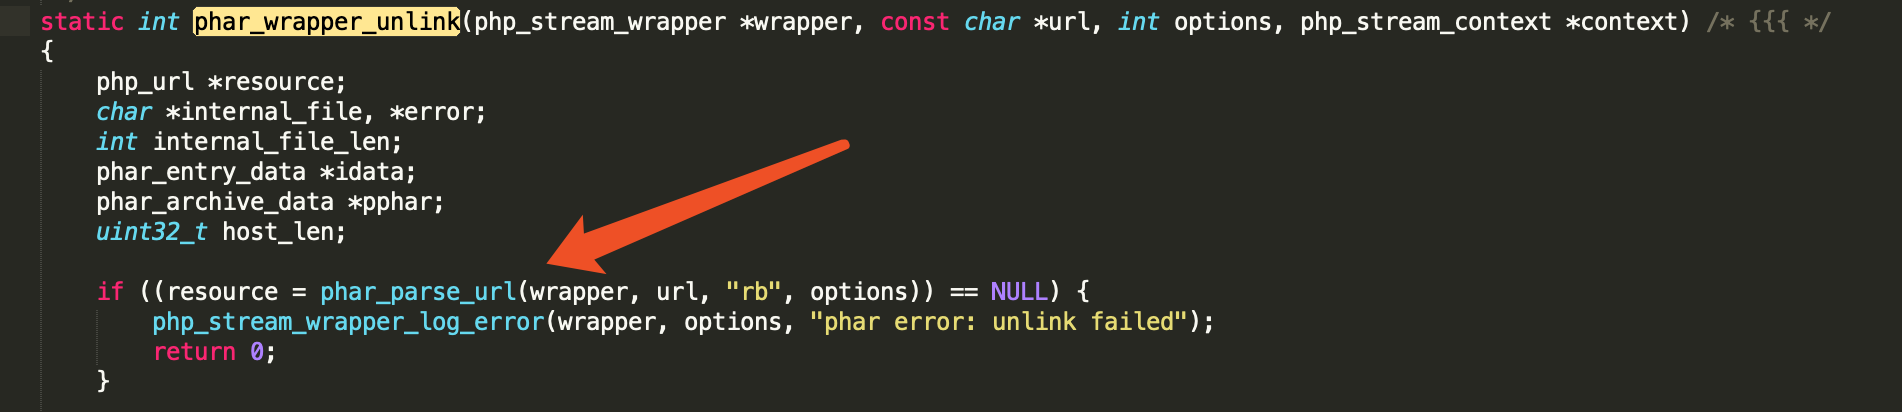 static int phar_wrapper_unlink(php_stream_wrapper *wrapper, const char *url, int options, php_stream_context *context) /* {{{ */
{
    php_url *resource;
    char *internal_file, *error;
    int internal_file_len;
    phar_entry_data *idata;
    phar_archive_data *pphar;
    uint32_t host_len;

    if ((resource = phar_parse_url(wrapper, url, "rb", options)) == NULL) {
        php_stream_wrapper_log_error(wrapper, options, "phar error: unlink failed");
        return 0;
    }